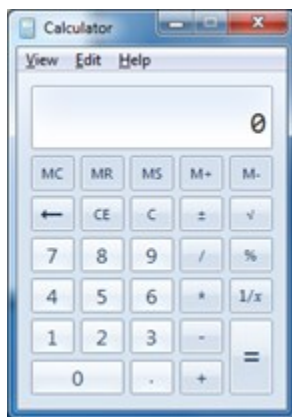 Calculator
View Edit Help
0
MC MR MS M+ M-
← CE C ± √
7 8 9 / %
4 5 6 * 1/x
1 2 3 - =
0 . +